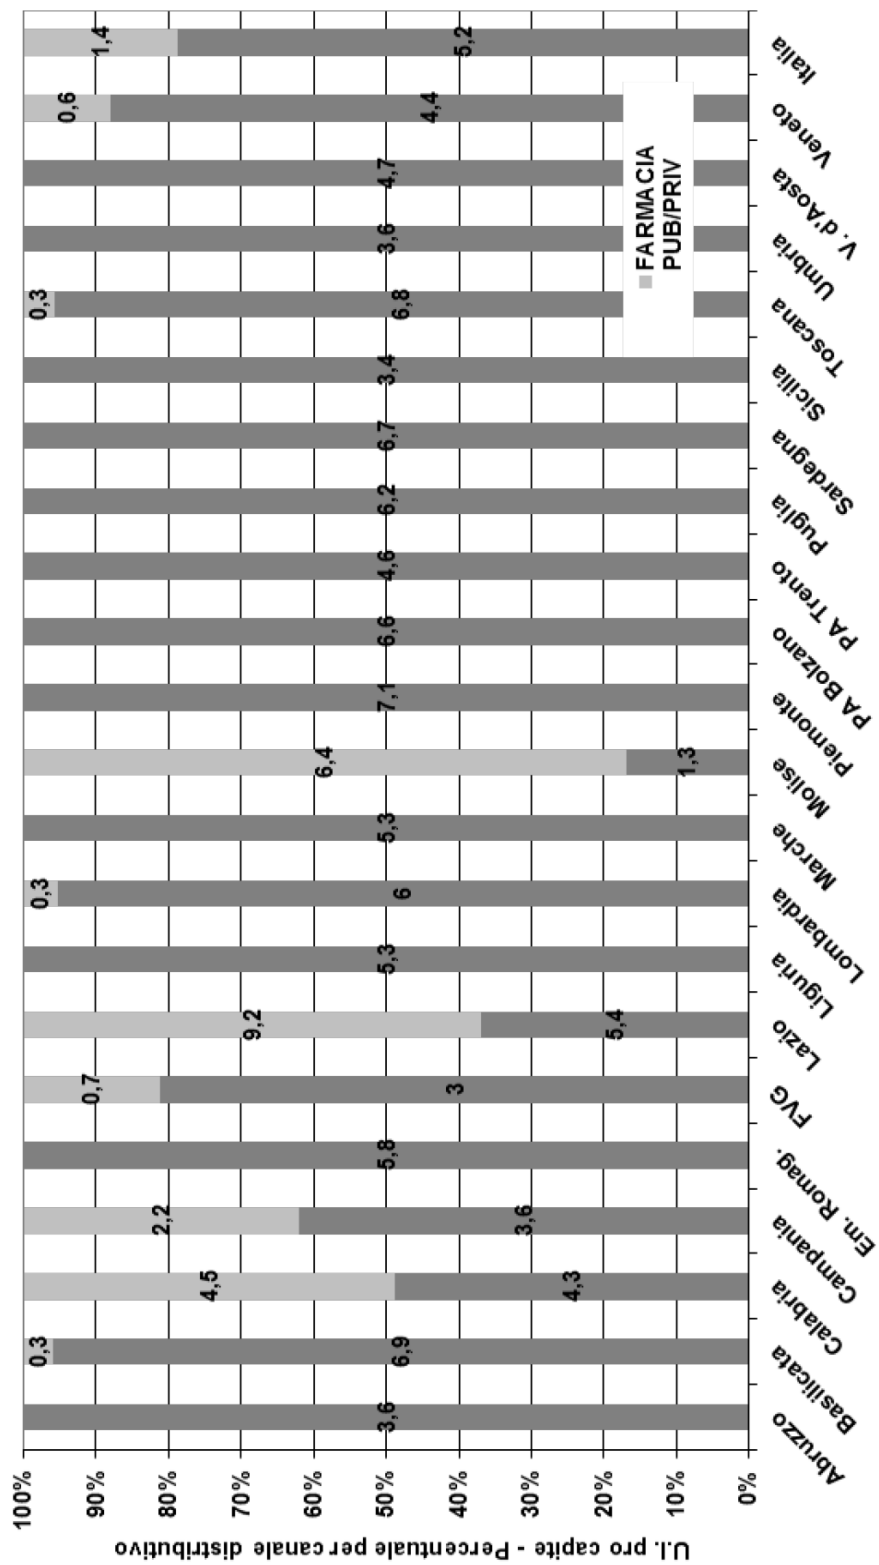 U.I. pro capite - Percentuale per canale distributivo
100%
90%
80%
70%
60%
50%
40%
30%
20%
10%
0%
3,6
0,3
6,9
4,5
4,3
2,2
3,6
5,8
0,7
3
9,2
5,4
5,3
0,3
6
5,3
6,4
1,3
7,1
6,6
4,6
6,2
6,7
3,4
0,3
6,8
3,6
4,7
0,6
4,4
1,4
5,2
FARMACIA
PUB/PRIV
Abruzzo
Basilicata
Calabria
Campania
Em. Romag.
FVG
Lazio
Liguria
Lombardia
Marche
Molise
Piemonte
PA Bolzano
PA Trento
Puglia
Sardegna
Sicilia
Toscana
Umbria
V. d'Aosta
Veneto
Italia